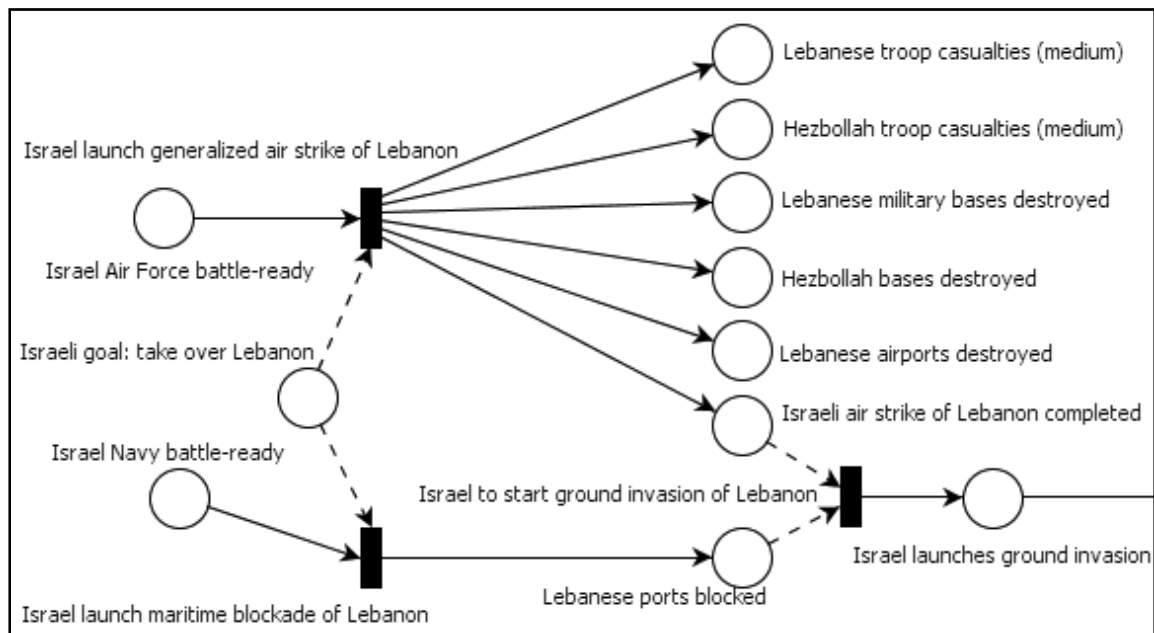 Lebanese troop casualties (medium)
Hezbollah troop casualties (medium)
Israel launch generalized air strike of Lebanon
Lebanese military bases destroyed
Israel Air Force battle-ready
Hezbollah bases destroyed
Israeli goal: take over Lebanon
Lebanese airports destroyed
Israeli air strike of Lebanon completed
Israel Navy battle-ready
Israel to start ground invasion of Lebanon
Israel launches ground invasion
Lebanese ports blocked
Israel launch maritime blockade of Lebanon